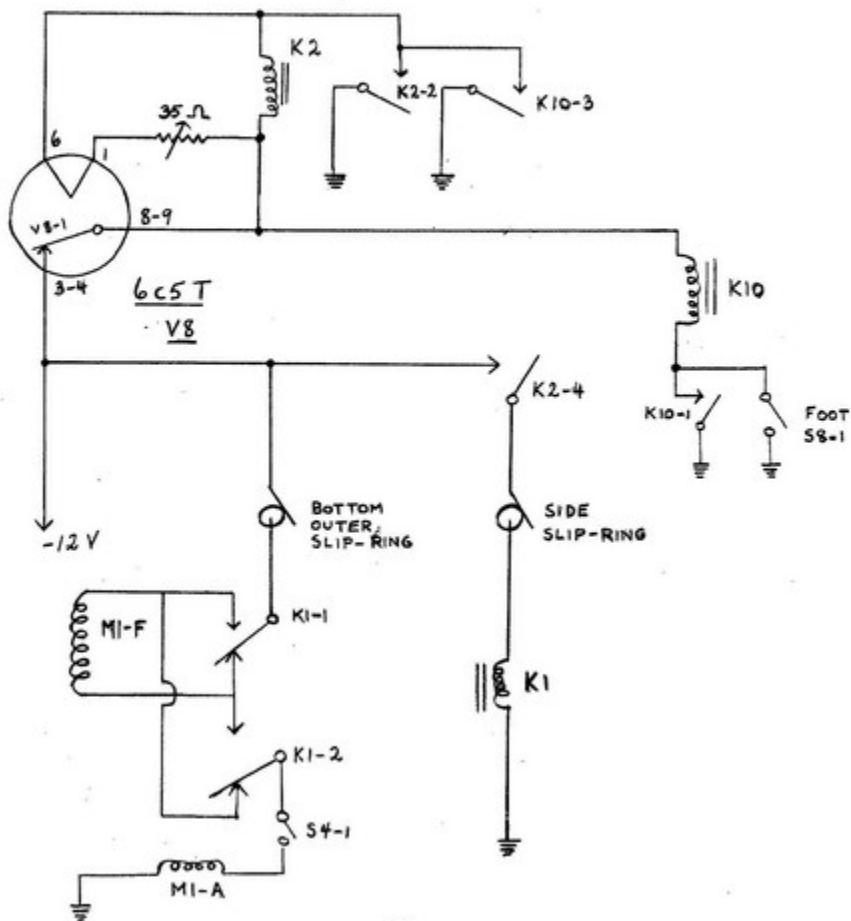 K2
K2-2
K10-3
35 Ω
6
1
V8-1
8-9
3-4
6C5T
V8
K10
K2-4
K10-1
FOOT
S8-1
-12V
BOTTOM
OUTER
SLIP-RING
SIDE
SLIP-RING
M1-F
K1-1
K1
K1-2
S4-1
M1-A